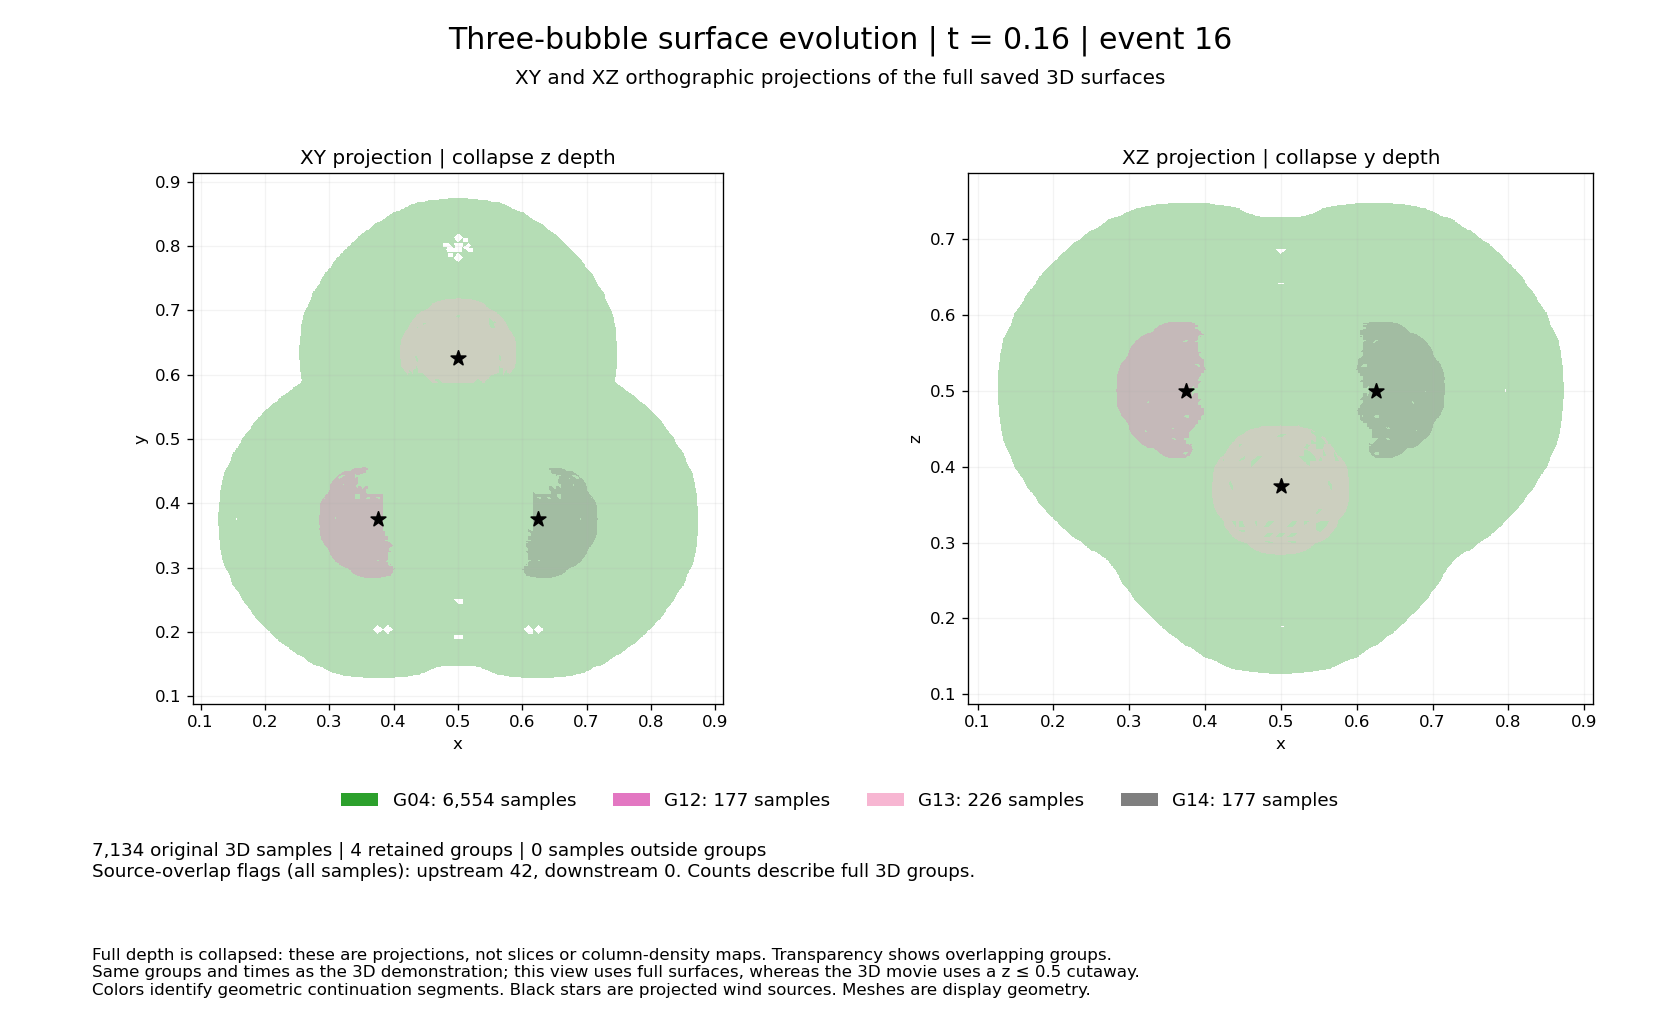 Three-bubble surface evolution | t = 0.16 | event 16
XY and XZ orthographic projections of the full saved 3D surfaces
XY projection | collapse z depth
0.9
0.8
0.7
0.6
0.5
0.4
0.3
0.2
0.1
y
0.1 0.2 0.3 0.4 0.5 0.6 0.7 0.8 0.9
x
XZ projection | collapse y depth
0.7
0.6
0.5
0.4
0.3
0.2
0.1
z
0.1 0.2 0.3 0.4 0.5 0.6 0.7 0.8 0.9
x
G04: 6,554 samples G12: 177 samples G13: 226 samples G14: 177 samples
7,134 original 3D samples | 4 retained groups | 0 samples outside groups
Source-overlap flags (all samples): upstream 42, downstream 0. Counts describe full 3D groups.
Full depth is collapsed: these are projections, not slices or column-density maps. Transparency shows overlapping groups.
Same groups and times as the 3D demonstration; this view uses full surfaces, whereas the 3D movie uses a z ≤ 0.5 cutaway.
Colors identify geometric continuation segments. Black stars are projected wind sources. Meshes are display geometry.